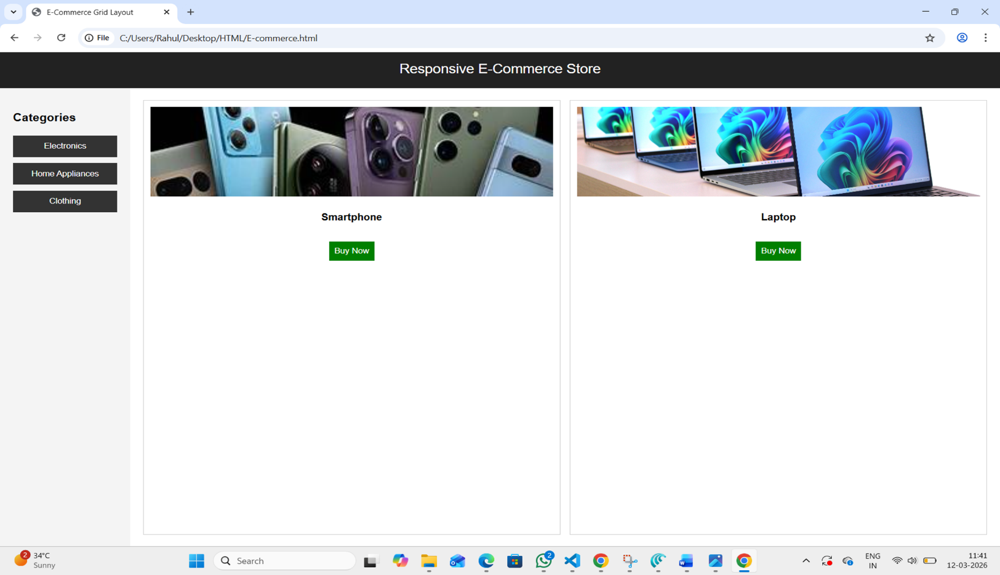 E-Commerce Grid Layout
File
C:/Users/Rahul/Desktop/HTML/E-commerce.html
Responsive E-Commerce Store
Categories
Electronics
Home Appliances
Clothing
Smartphone
Buy Now
Laptop
Buy Now
2
34°C
Sunny
Search
2
ENG
IN
11:41
12-03-2026